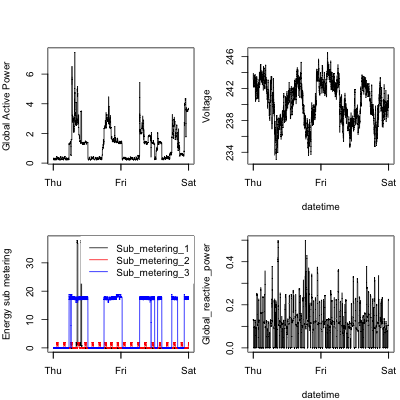 Global Active Power
0 2 4 6
Thu Fri Sat
Voltage
234 238 242 246
Thu Fri Sat
datetime
Energy sub metering
0 10 20 30
Sub_metering_1
Sub_metering_2
Sub_metering_3
Thu Fri Sat
Global_reactive_power
0.0 0.2 0.4
Thu Fri Sat
datetime